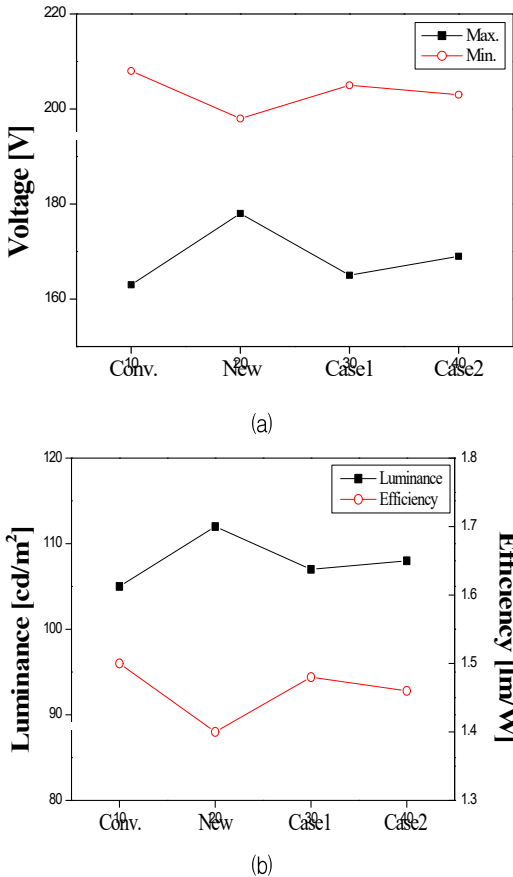 220
200
180
160
Voltage [V]
Max.
Min.
10 20 30 40
Conv. New Case1 Case2
(a)
120
110
100
90
80
Luminance [cd/m²]
Luminance
Efficiency
1.8
1.7
1.6
1.5
1.4
1.3
Efficiency [lm/W]
10 20 30 40
Conv. New Case1 Case2
(b)